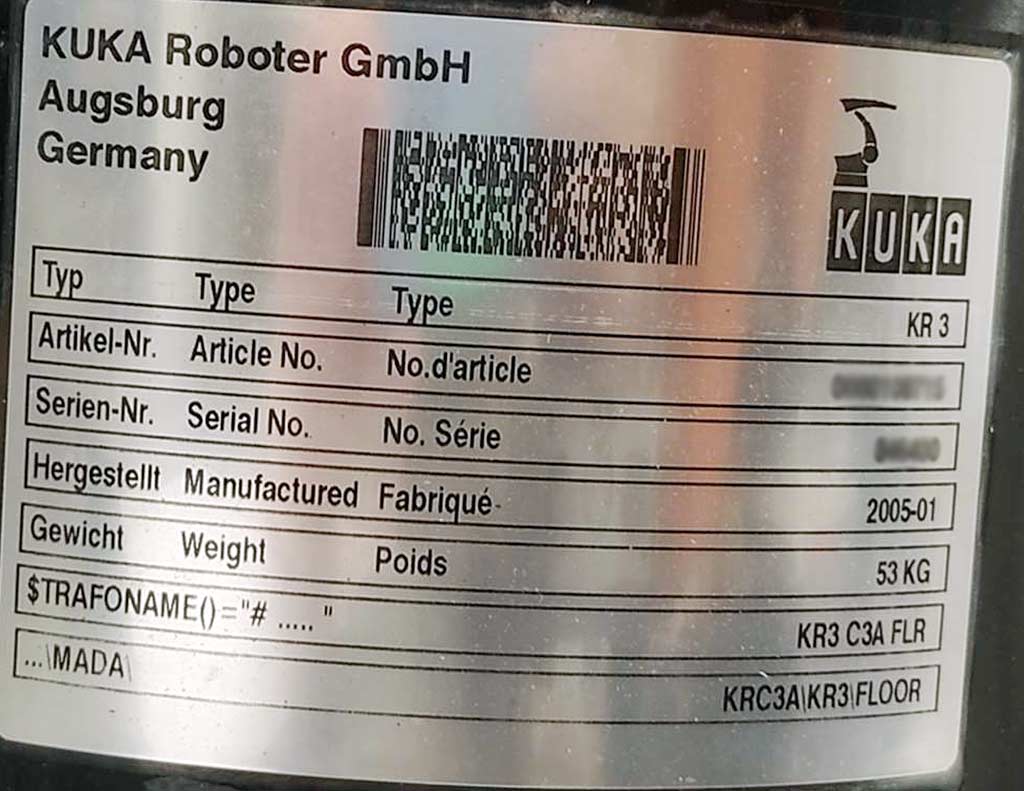 KUKA Roboter GmbH
Augsburg
Germany
KUKA
Typ Type Type KR 3
Artikel-Nr. Article No. No.d'article
Serien-Nr. Serial No. No. Série
Hergestellt Manufactured Fabriqué 2005-01
Gewicht Weight Poids 53 KG
$TRAFONAME()="# ..... " KR3 C3A FLR
...\MADA\ KRC3A\KR3\FLOOR